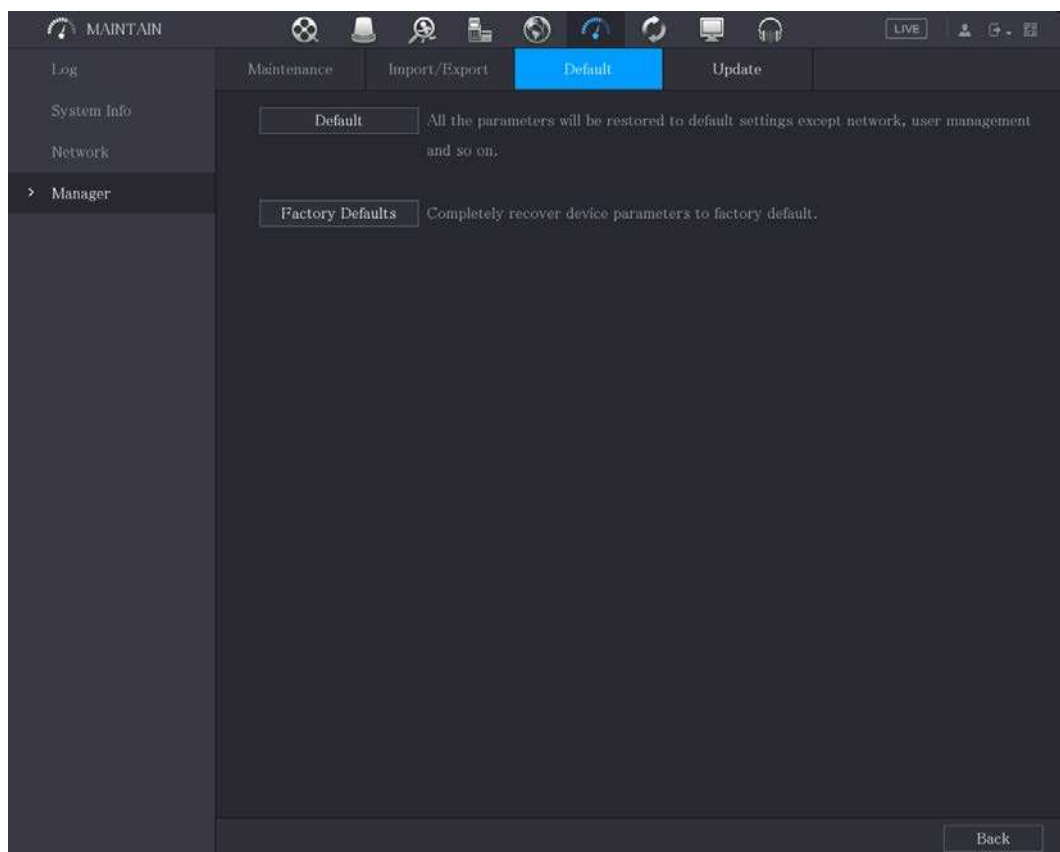 MAINTAIN
LIVE
Log
System Info
Network
Manager
Maintenance
Import/Export
Default
Update
Default
All the parameters will be restored to default settings except network, user management
and so on.
Factory Defaults
Completely recover device parameters to factory default.
Back